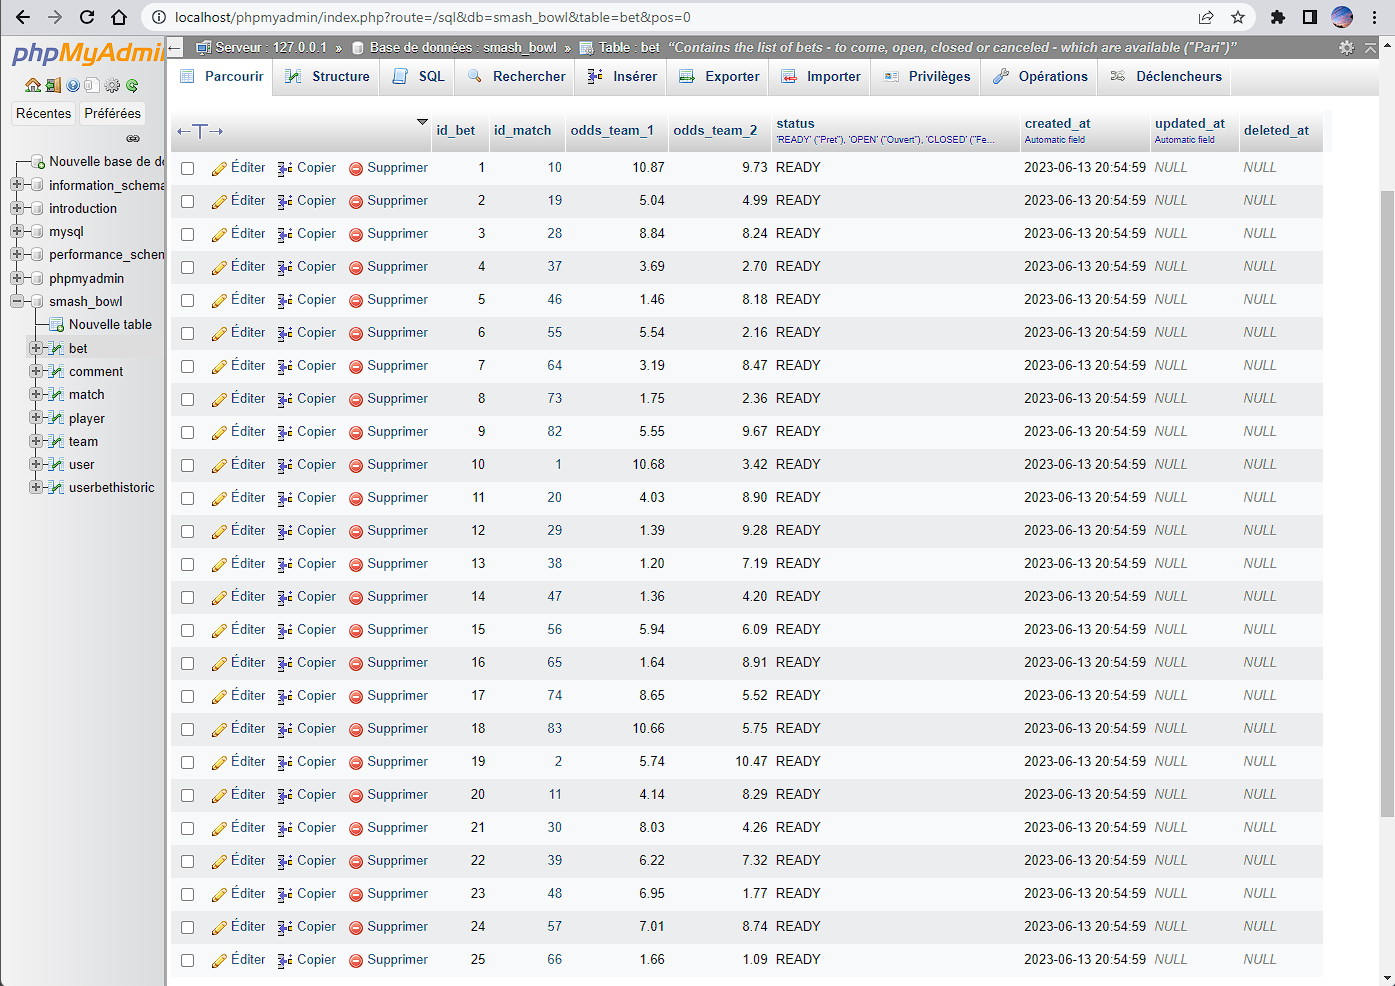 localhost/phpmyadmin/index.php?route=/sql&db=smash_bowl&table=bet&pos=0
phpMyAdmin
Récentes Préférées
Nouvelle base de do
information_schema
introduction
mysql
performance_schem
phpmyadmin
smash_bowl
Nouvelle table
bet
comment
match
player
team
user
userbethistoric
Serveur : 127.0.0.1 » Base de données : smash_bowl » Table : bet “Contains the list of bets - to come, open, closed or canceled - which are available ("Pari")”
Parcourir Structure SQL Rechercher Insérer Exporter Importer Privilèges Opérations Déclencheurs
id_bet id_match odds_team_1 odds_team_2 status created_at updated_at deleted_at
'READY' ("Pret"), 'OPEN' ("Ouvert"), 'CLOSED' ("Fe... Automatic field Automatic field
Éditer Copier Supprimer 1 10 10.87 9.73 READY 2023-06-13 20:54:59 NULL NULL
Éditer Copier Supprimer 2 19 5.04 4.99 READY 2023-06-13 20:54:59 NULL NULL
Éditer Copier Supprimer 3 28 8.84 8.24 READY 2023-06-13 20:54:59 NULL NULL
Éditer Copier Supprimer 4 37 3.69 2.70 READY 2023-06-13 20:54:59 NULL NULL
Éditer Copier Supprimer 5 46 1.46 8.18 READY 2023-06-13 20:54:59 NULL NULL
Éditer Copier Supprimer 6 55 5.54 2.16 READY 2023-06-13 20:54:59 NULL NULL
Éditer Copier Supprimer 7 64 3.19 8.47 READY 2023-06-13 20:54:59 NULL NULL
Éditer Copier Supprimer 8 73 1.75 2.36 READY 2023-06-13 20:54:59 NULL NULL
Éditer Copier Supprimer 9 82 5.55 9.67 READY 2023-06-13 20:54:59 NULL NULL
Éditer Copier Supprimer 10 1 10.68 3.42 READY 2023-06-13 20:54:59 NULL NULL
Éditer Copier Supprimer 11 20 4.03 8.90 READY 2023-06-13 20:54:59 NULL NULL
Éditer Copier Supprimer 12 29 1.39 9.28 READY 2023-06-13 20:54:59 NULL NULL
Éditer Copier Supprimer 13 38 1.20 7.19 READY 2023-06-13 20:54:59 NULL NULL
Éditer Copier Supprimer 14 47 1.36 4.20 READY 2023-06-13 20:54:59 NULL NULL
Éditer Copier Supprimer 15 56 5.94 6.09 READY 2023-06-13 20:54:59 NULL NULL
Éditer Copier Supprimer 16 65 1.64 8.91 READY 2023-06-13 20:54:59 NULL NULL
Éditer Copier Supprimer 17 74 8.65 5.52 READY 2023-06-13 20:54:59 NULL NULL
Éditer Copier Supprimer 18 83 10.66 5.75 READY 2023-06-13 20:54:59 NULL NULL
Éditer Copier Supprimer 19 2 5.74 10.47 READY 2023-06-13 20:54:59 NULL NULL
Éditer Copier Supprimer 20 11 4.14 8.29 READY 2023-06-13 20:54:59 NULL NULL
Éditer Copier Supprimer 21 30 8.03 4.26 READY 2023-06-13 20:54:59 NULL NULL
Éditer Copier Supprimer 22 39 6.22 7.32 READY 2023-06-13 20:54:59 NULL NULL
Éditer Copier Supprimer 23 48 6.95 1.77 READY 2023-06-13 20:54:59 NULL NULL
Éditer Copier Supprimer 24 57 7.01 8.74 READY 2023-06-13 20:54:59 NULL NULL
Éditer Copier Supprimer 25 66 1.66 1.09 READY 2023-06-13 20:54:59 NULL NULL